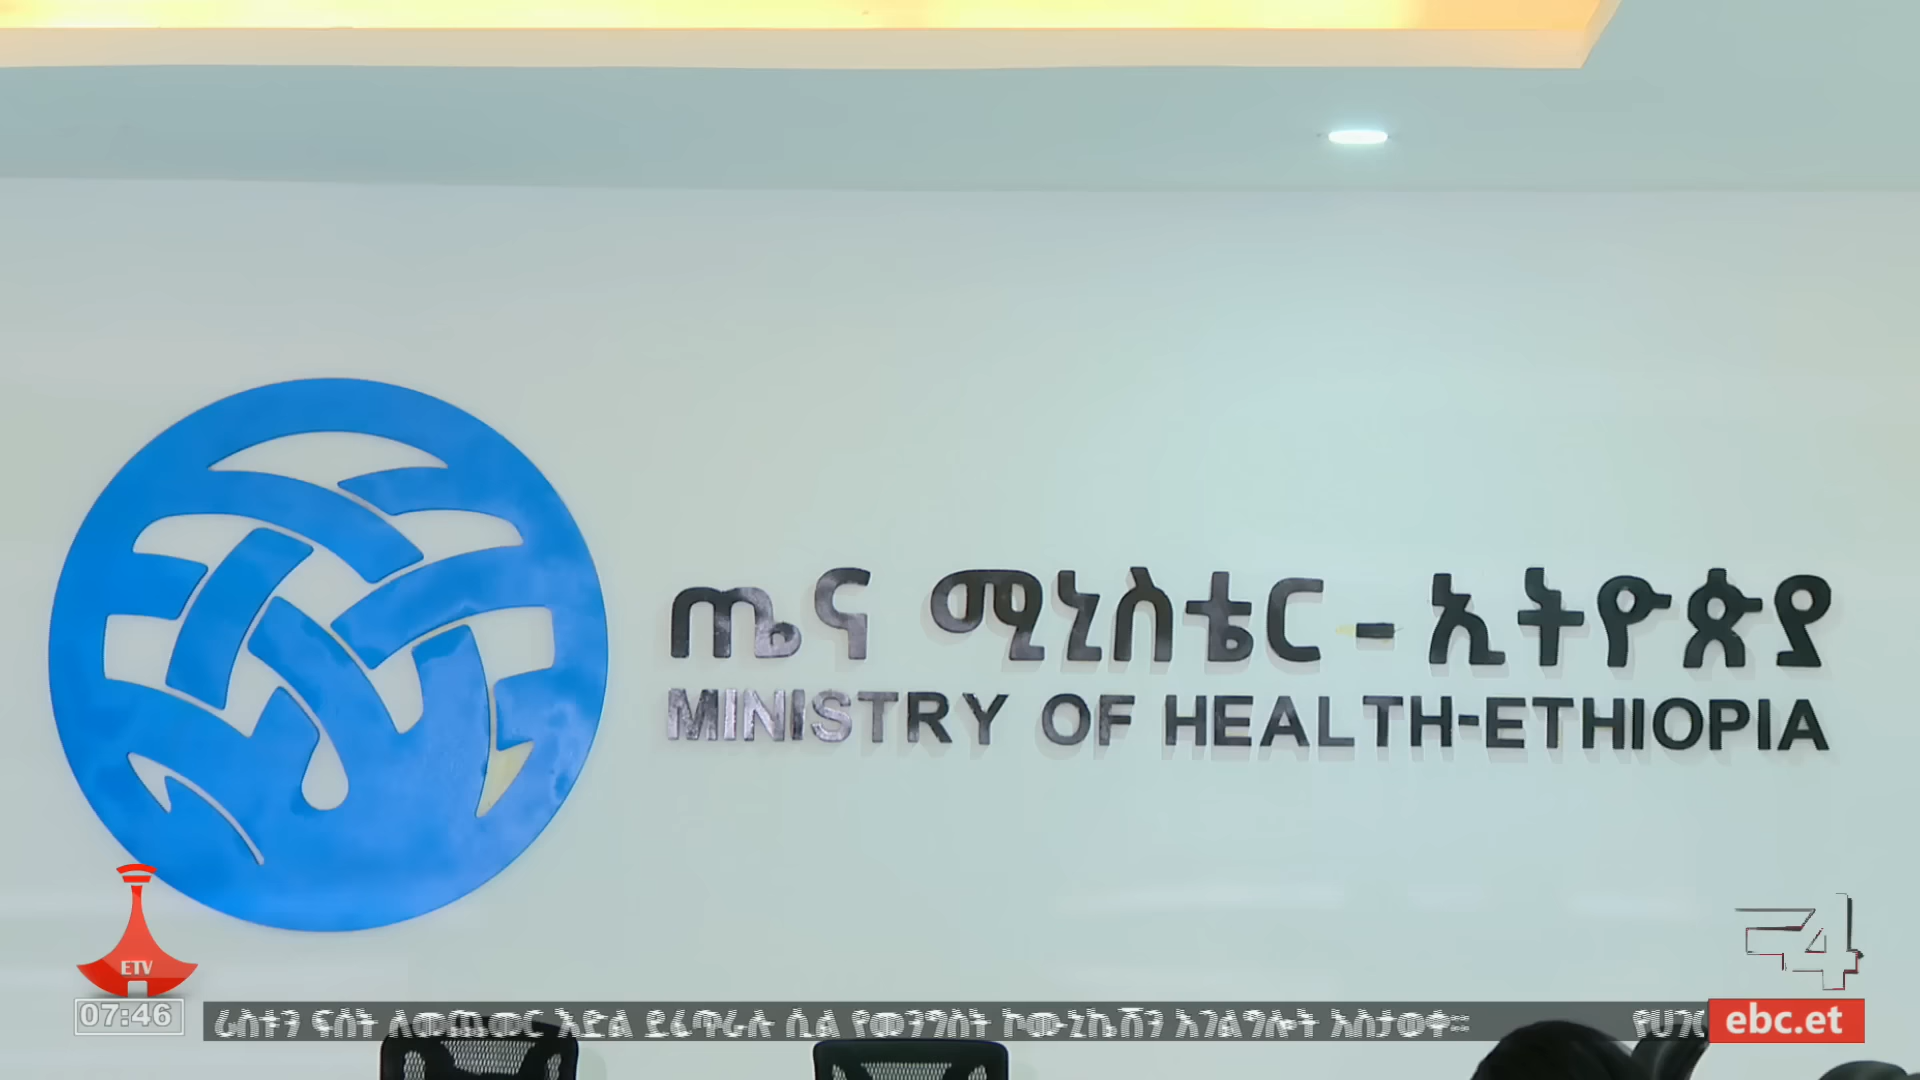 ጤና ሚኒስቴር - ኢትዮጵያ
MINISTRY OF HEALTH-ETHIOPIA
ETV
07:46
ፍሰት ለመጨመር እድል ይፈጥራሉ ሲል የመንግስት ኮሙኒኬሽን አገልግሎት አስታወቀ።
ebc.et